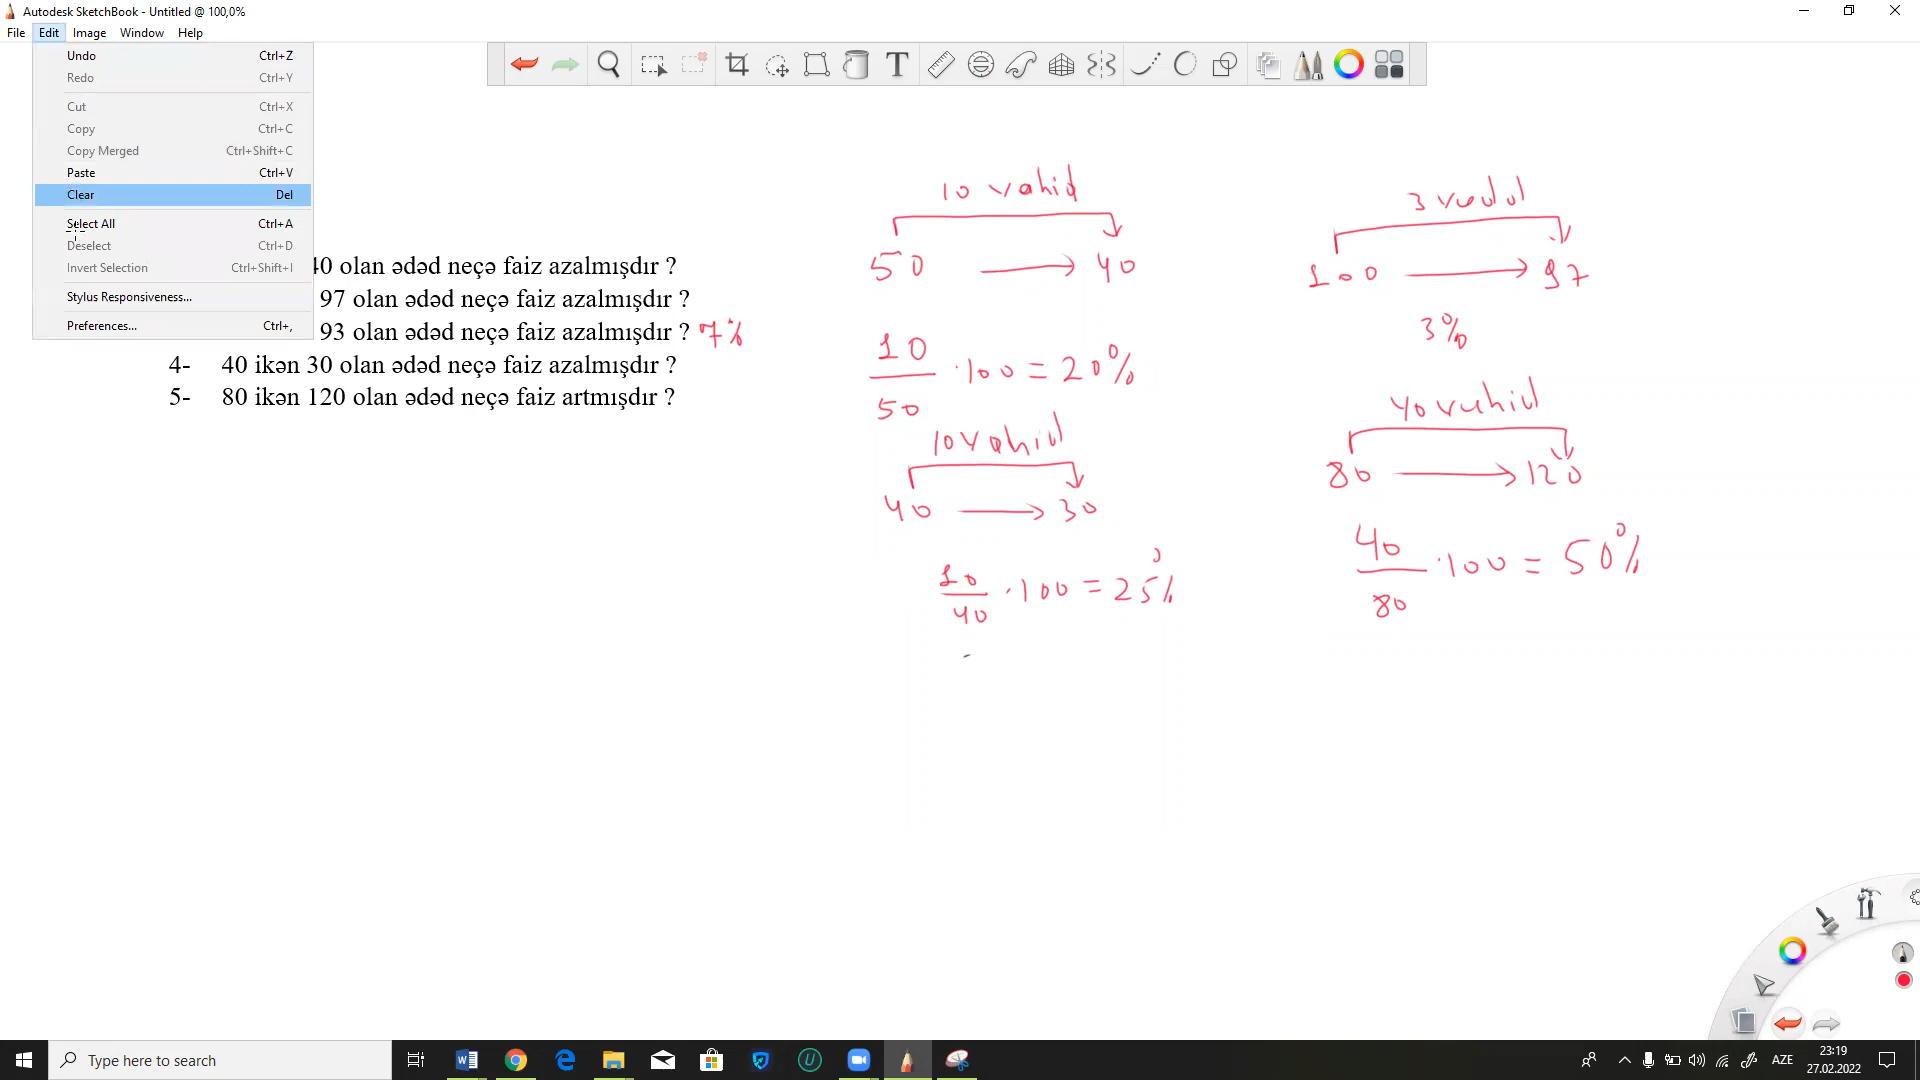 Autodesk SketchBook - Untitled @ 100,0%
File Edit Image Window Help
Undo Ctrl+Z
Redo Ctrl+Y
Cut Ctrl+X
Copy Ctrl+C
Copy Merged Ctrl+Shift+C
Paste Ctrl+V
Clear Del
Select All Ctrl+A
Deselect Ctrl+D
Invert Selection Ctrl+Shift+I
Stylus Responsiveness...
Preferences... Ctrl+,
T
40 olan ədəd neçə faiz azalmışdır ?
97 olan ədəd neçə faiz azalmışdır ?
93 olan ədəd neçə faiz azalmışdır ? 7%
4- 40 ikən 30 olan ədəd neçə faiz azalmışdır ?
5- 80 ikən 120 olan ədəd neçə faiz artmışdır ?
10 vahid
50 → 40
10/50 · 100 = 20%
10 vahid
40 → 30
10/40 · 100 = 25%
3
100 → 97
3%
40 vahid
80 → 120
40/80 · 100 = 50%
Type here to search
AZE
23:19
27.02.2022